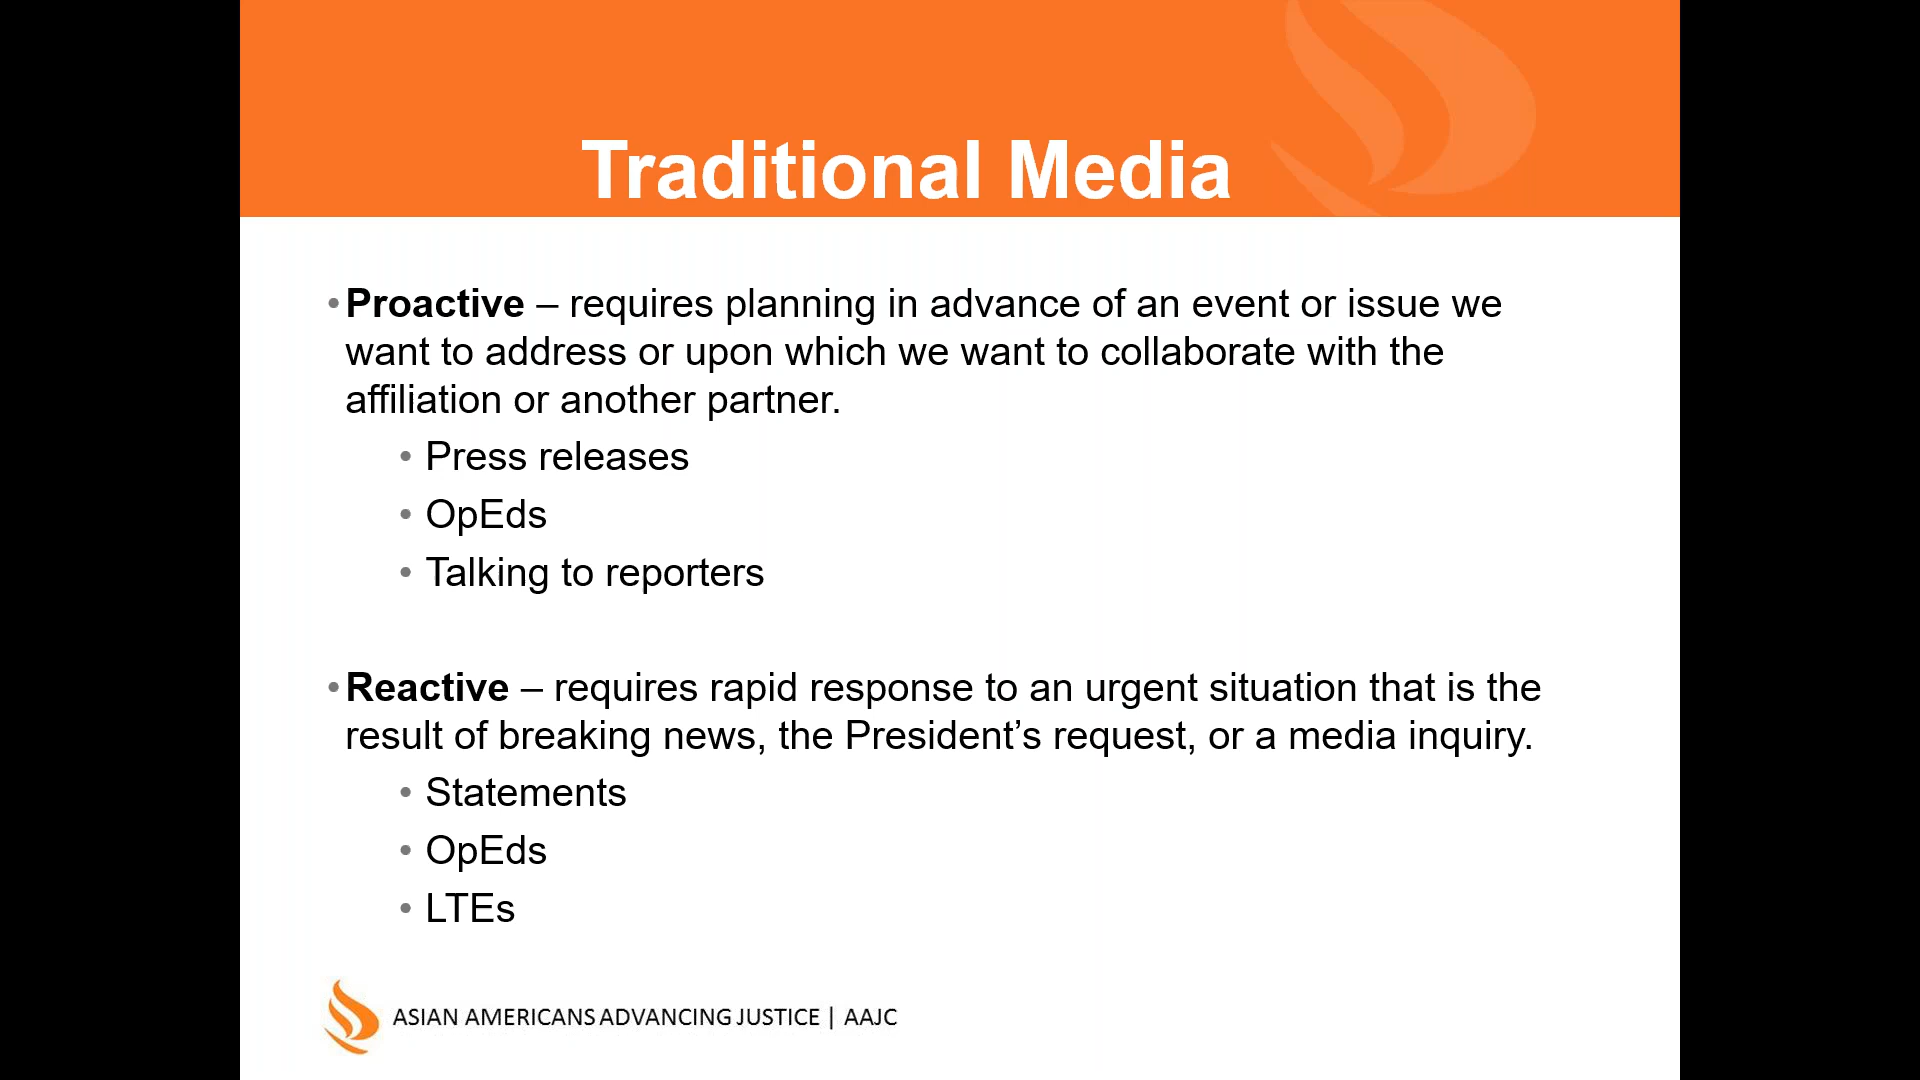 Traditional Media
•Proactive – requires planning in advance of an event or issue we
want to address or upon which we want to collaborate with the
affiliation or another partner.
• Press releases
• OpEds
• Talking to reporters
•Reactive – requires rapid response to an urgent situation that is the
result of breaking news, the President’s request, or a media inquiry.
• Statements
• OpEds
• LTEs
ASIAN AMERICANS ADVANCING JUSTICE | AAJC